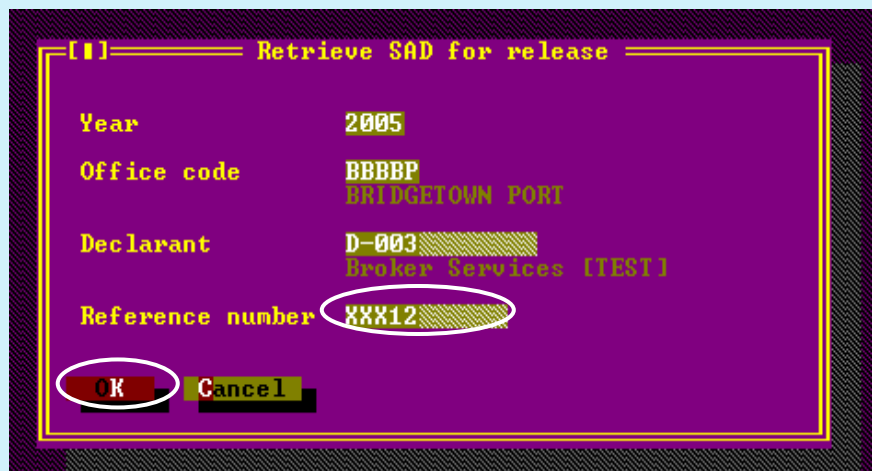 Retrieve SAD for release
Year 2005
Office code BBBBP
BRIDGETOWN PORT
Declarant D-003
Broker Services [TEST]
Reference number XXX12
OK Cancel